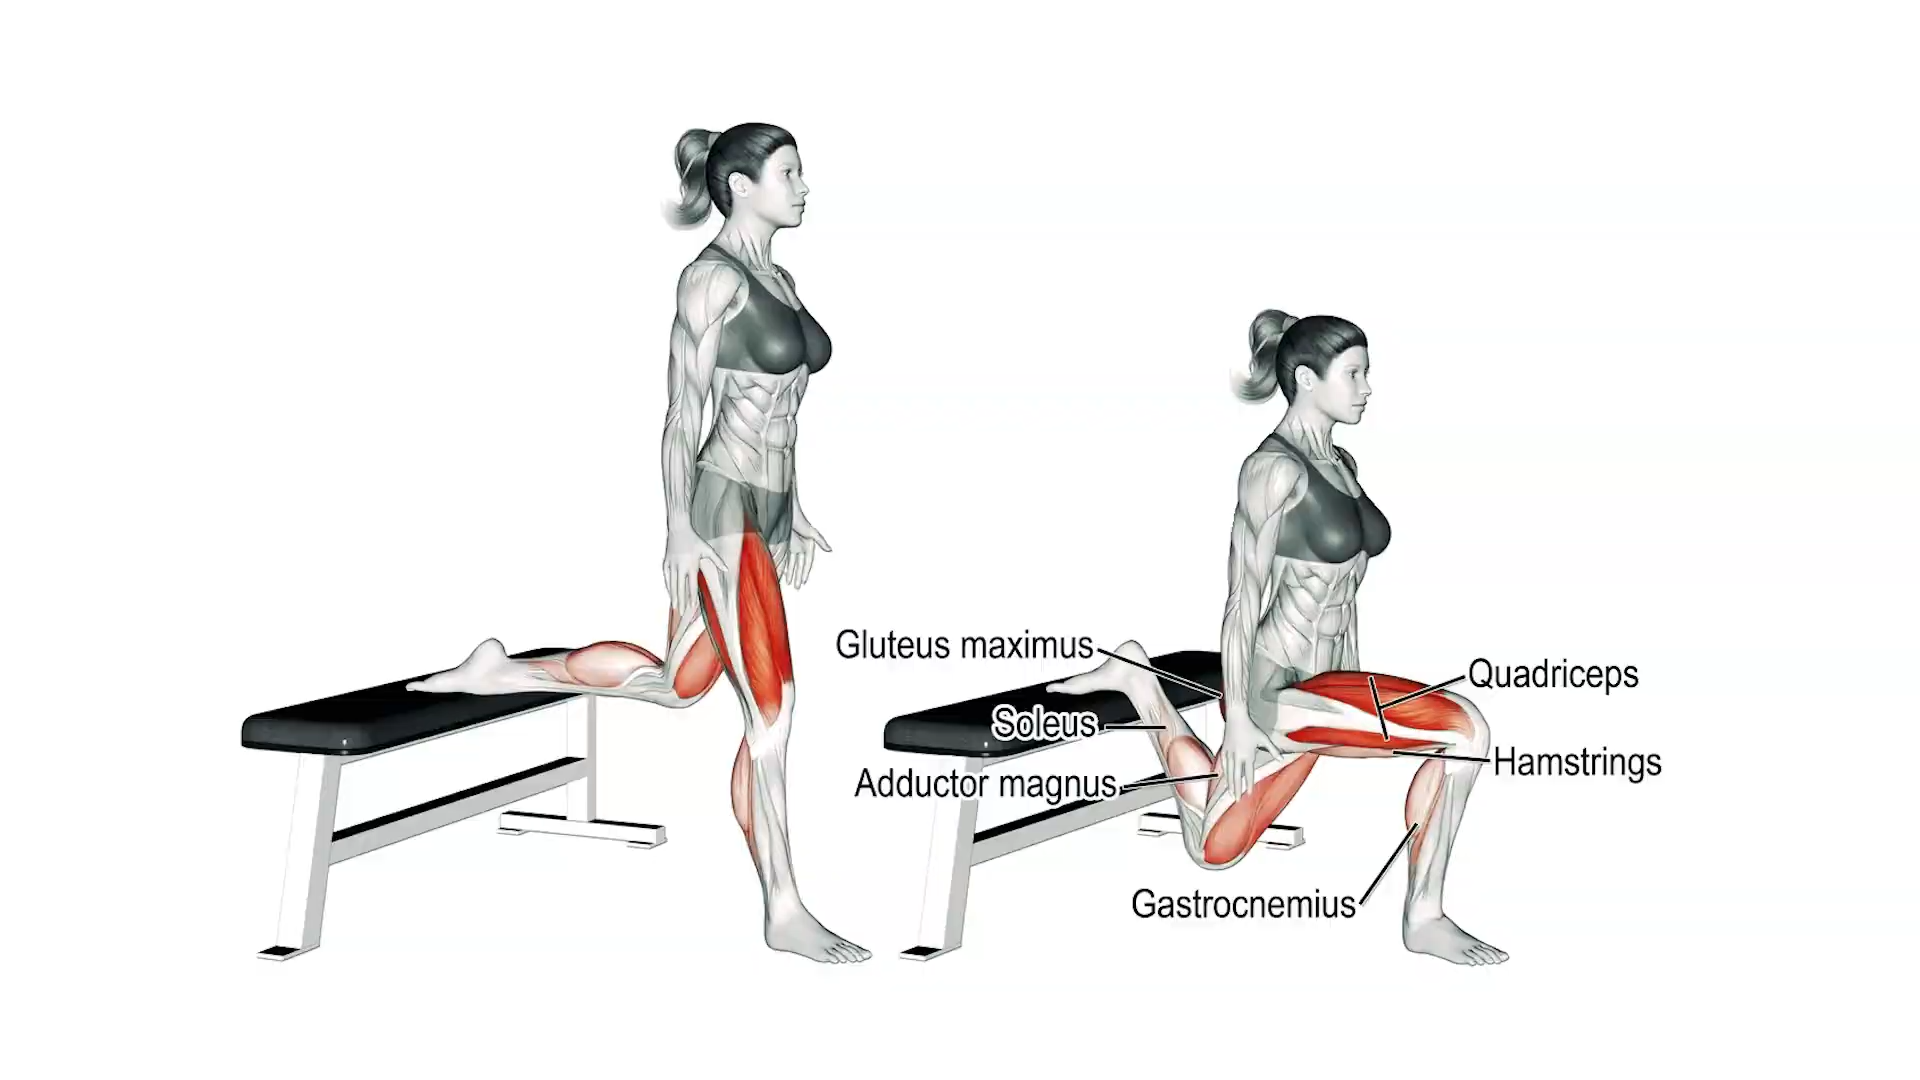 Gluteus maximus
Quadriceps
Soleus
Hamstrings
Adductor magnus
Gastrocnemius